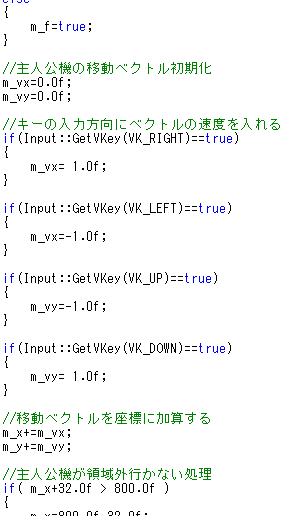 else
{
    m_f=true;
}
//主人公機の移動ベクトル初期化
m_vx=0.0f;
m_vy=0.0f;
//キーの入力方向にベクトルの速度を入れる
if(Input::GetVKey(VK_RIGHT)==true)
{
    m_vx= 1.0f;
}
if(Input::GetVKey(VK_LEFT)==true)
{
    m_vx=-1.0f;
}
if(Input::GetVKey(VK_UP)==true)
{
    m_vy=-1.0f;
}
if(Input::GetVKey(VK_DOWN)==true)
{
    m_vy= 1.0f;
}
//移動ベクトルを座標に加算する
m_x+=m_vx;
m_y+=m_vy;
//主人公機が領域外行かない処理
if( m_x+32.0f > 800.0f )
{
    m_x=800.0f-32.0f;